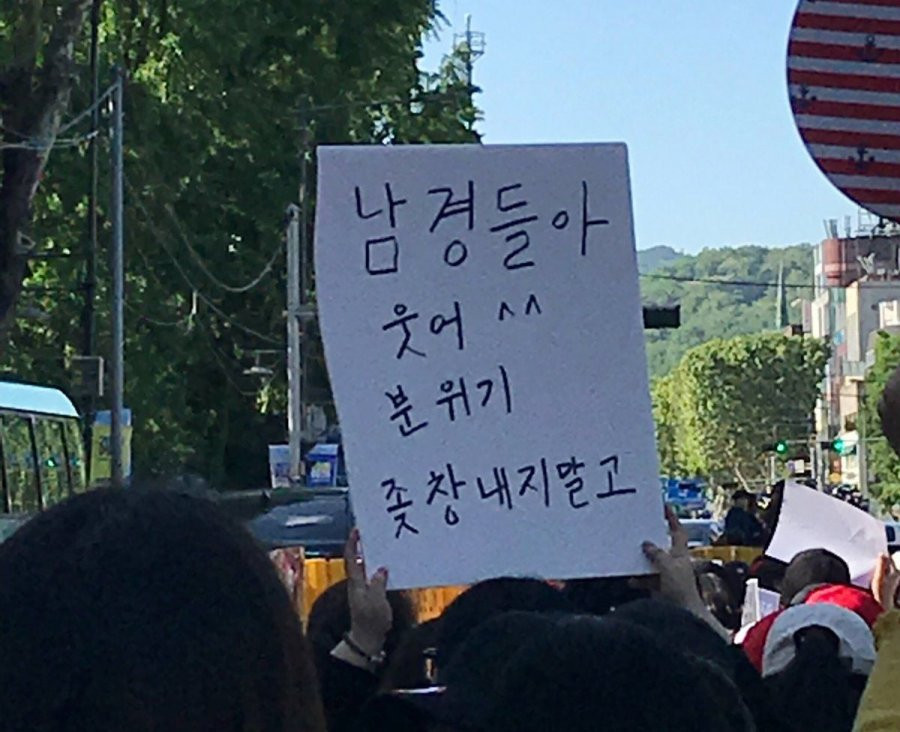 남경들아
웃어 ^^
분위기
좆창내지말고